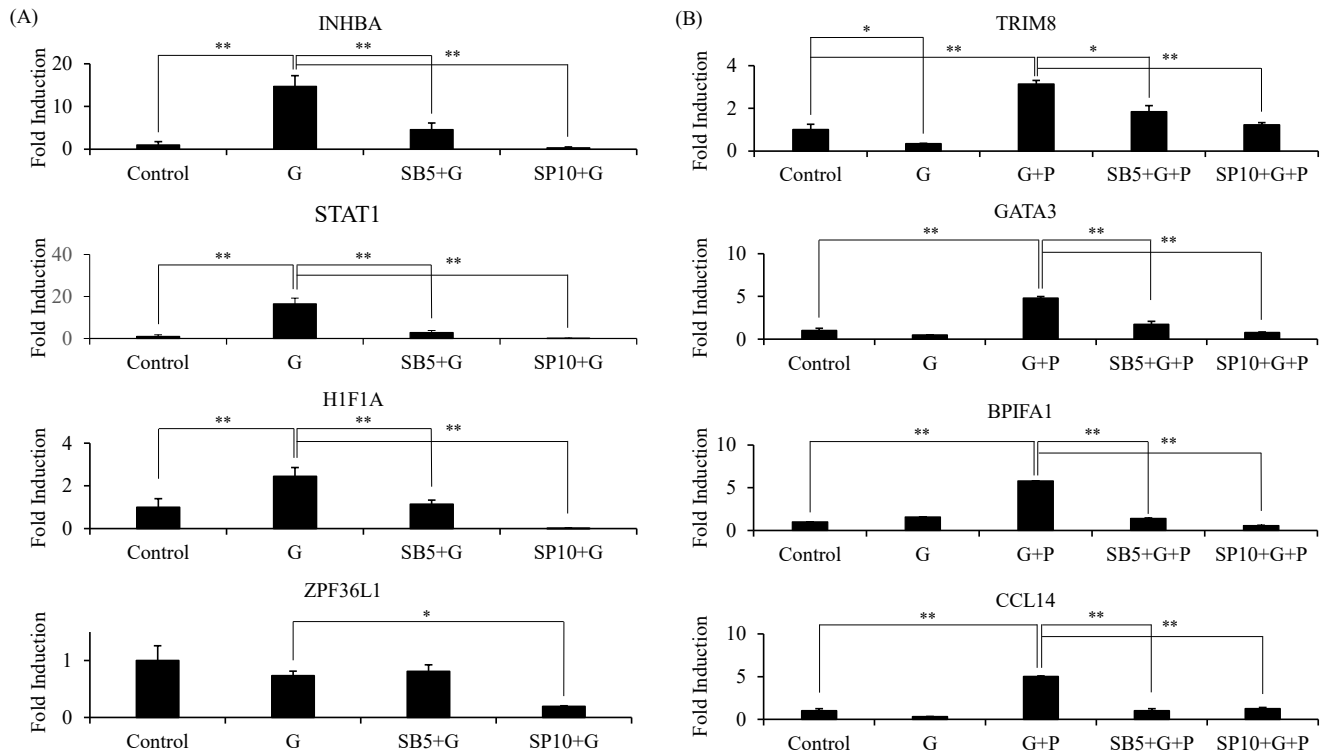 (A)
INHBA
** ** **
Fold Induction
20
10
0
Control G SB5+G SP10+G
STAT1
** ** **
Fold Induction
40
20
0
Control G SB5+G SP10+G
H1F1A
** ** **
Fold Induction
4
2
0
Control G SB5+G SP10+G
ZPF36L1
*
Fold Induction
1
0
Control G SB5+G SP10+G
(B)
TRIM8
* ** * **
Fold Induction
4
2
0
Control G G+P SB5+G+P SP10+G+P
GATA3
** ** **
Fold Induction
10
5
0
Control G G+P SB5+G+P SP10+G+P
BPIFA1
** ** **
Fold Induction
10
5
0
Control G G+P SB5+G+P SP10+G+P
CCL14
** ** **
Fold Induction
10
5
0
Control G G+P SB5+G+P SP10+G+P